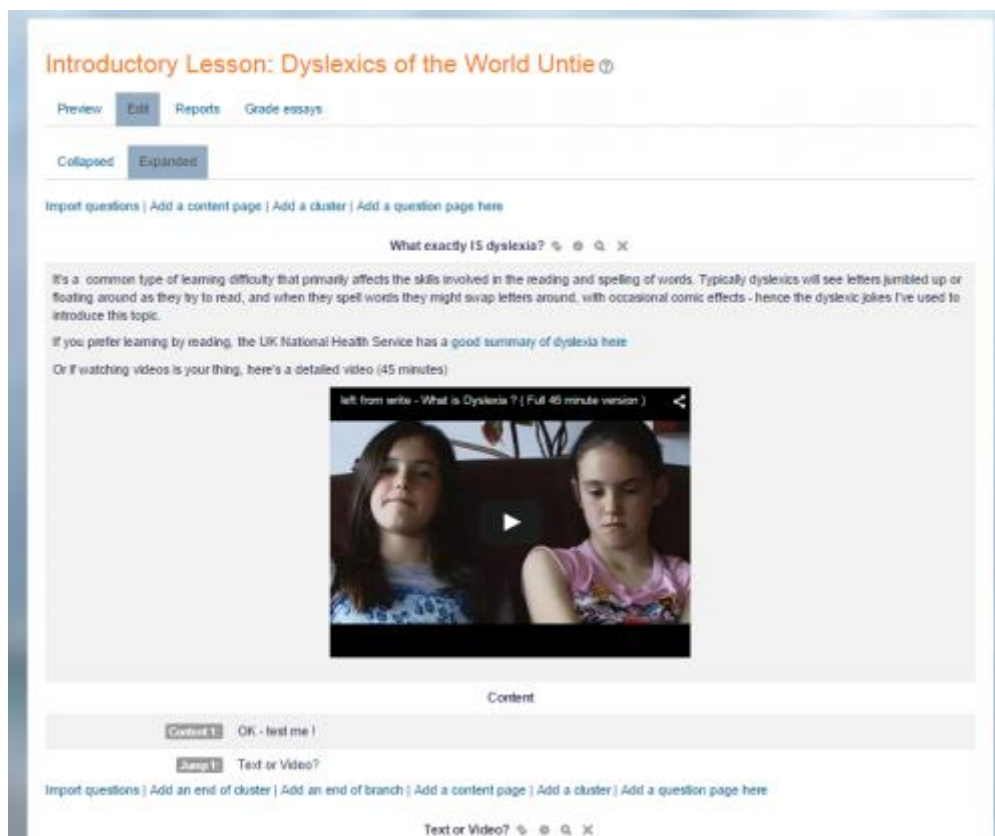 Introductory Lesson: Dyslexics of the World Untie
Preview Edit Reports Grade essays
Collapsed Expanded
Import questions | Add a content page | Add a cluster | Add a question page here
What exactly IS dyslexia?
It's a common type of learning difficulty that primarily affects the skills involved in the reading and spelling of words. Typically dyslexics will see letters jumbled up or
floating around as they try to read, and when they spell words they might swap letters around, with occasional comic effects - hence the dyslexic jokes I've used to
introduce this topic.
If you prefer learning by reading, the UK National Health Service has a good summary of dyslexia here
Or if watching videos is your thing, here's a detailed video (45 minutes)
left from write - What is Dyslexia ? ( Full 46 minute version )
Content
Content 1: OK - test me !
Jump 1: Text or Video?
Import questions | Add an end of cluster | Add an end of branch | Add a content page | Add a cluster | Add a question page here
Text or Video?